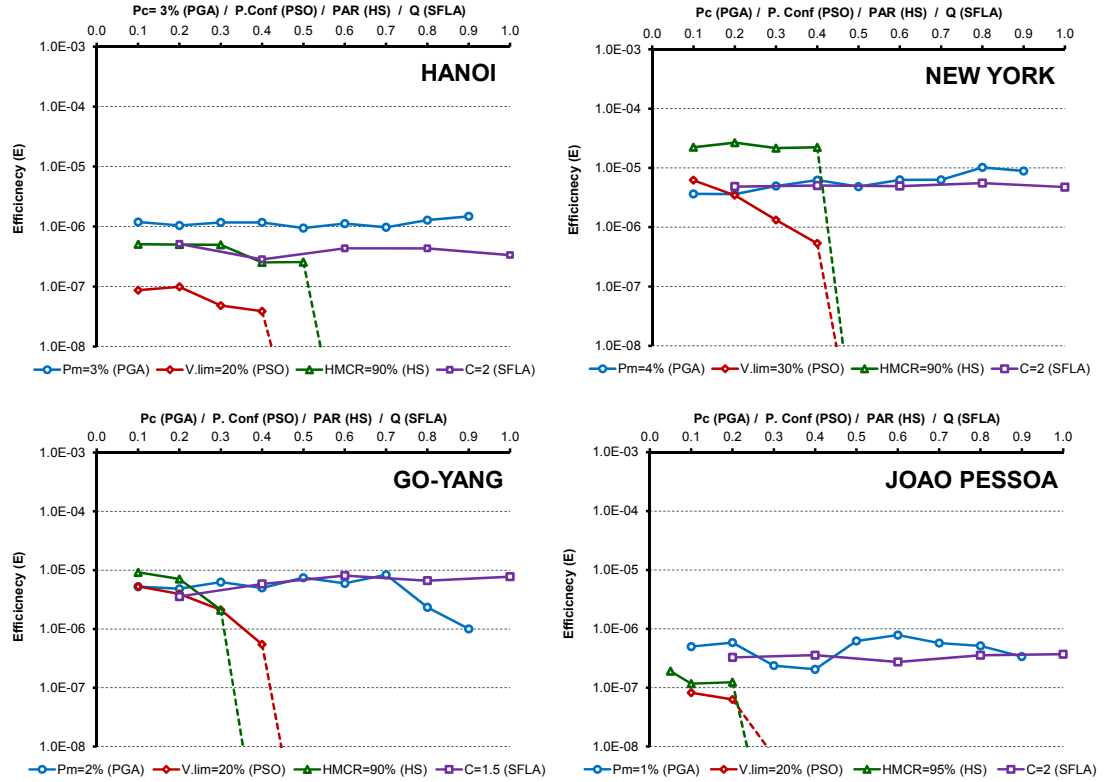 Pc= 3% (PGA) / P.Conf (PSO) / PAR (HS) / Q (SFLA)
0.0 0.1 0.2 0.3 0.4 0.5 0.6 0.7 0.8 0.9 1.0
1.0E-03
HANOI
1.0E-04
1.0E-05
1.0E-06
1.0E-07
1.0E-08
Efficicnecy (E)
Pm=3% (PGA) V.lim=20% (PSO) HMCR=90% (HS) C=2 (SFLA)
Pc (PGA) / P. Conf (PSO) / PAR (HS) / Q (SFLA)
0.0 0.1 0.2 0.3 0.4 0.5 0.6 0.7 0.8 0.9 1.0
1.0E-03
NEW YORK
1.0E-04
1.0E-05
1.0E-06
1.0E-07
1.0E-08
Efficicnecy (E)
Pm=4% (PGA) V.lim=30% (PSO) HMCR=90% (HS) C=2 (SFLA)
Pc (PGA) / P. Conf (PSO) / PAR (HS) / Q (SFLA)
0.0 0.1 0.2 0.3 0.4 0.5 0.6 0.7 0.8 0.9 1.0
1.0E-03
GO-YANG
1.0E-04
1.0E-05
1.0E-06
1.0E-07
1.0E-08
Efficicnecy (E)
Pm=2% (PGA) V.lim=20% (PSO) HMCR=90% (HS) C=1.5 (SFLA)
Pc (PGA) / P. Conf (PSO) / PAR (HS) / Q (SFLA)
0.0 0.1 0.2 0.3 0.4 0.5 0.6 0.7 0.8 0.9 1.0
1.0E-03
JOAO PESSOA
1.0E-04
1.0E-05
1.0E-06
1.0E-07
1.0E-08
Efficicnecy (E)
Pm=1% (PGA) V.lim=20% (PSO) HMCR=95% (HS) C=2 (SFLA)